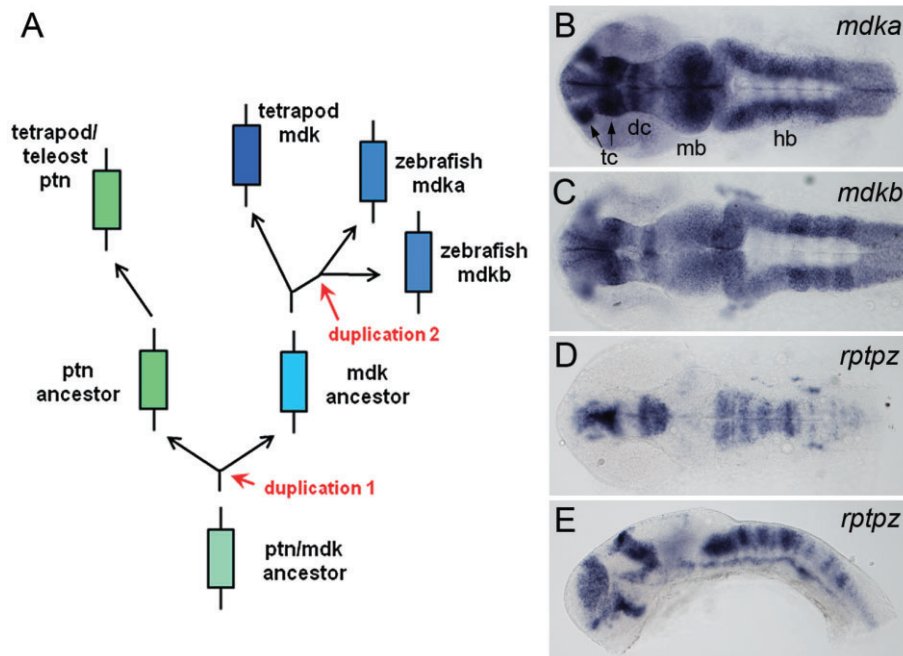 A
tetrapod/
teleost
ptn
tetrapod
mdk
zebrafish
mdka
zebrafish
mdkb
duplication 2
ptn
ancestor
mdk
ancestor
duplication 1
ptn/mdk
ancestor
B
mdka
tc
dc
mb
hb
C
mdkb
D
rptpz
E
rptpz